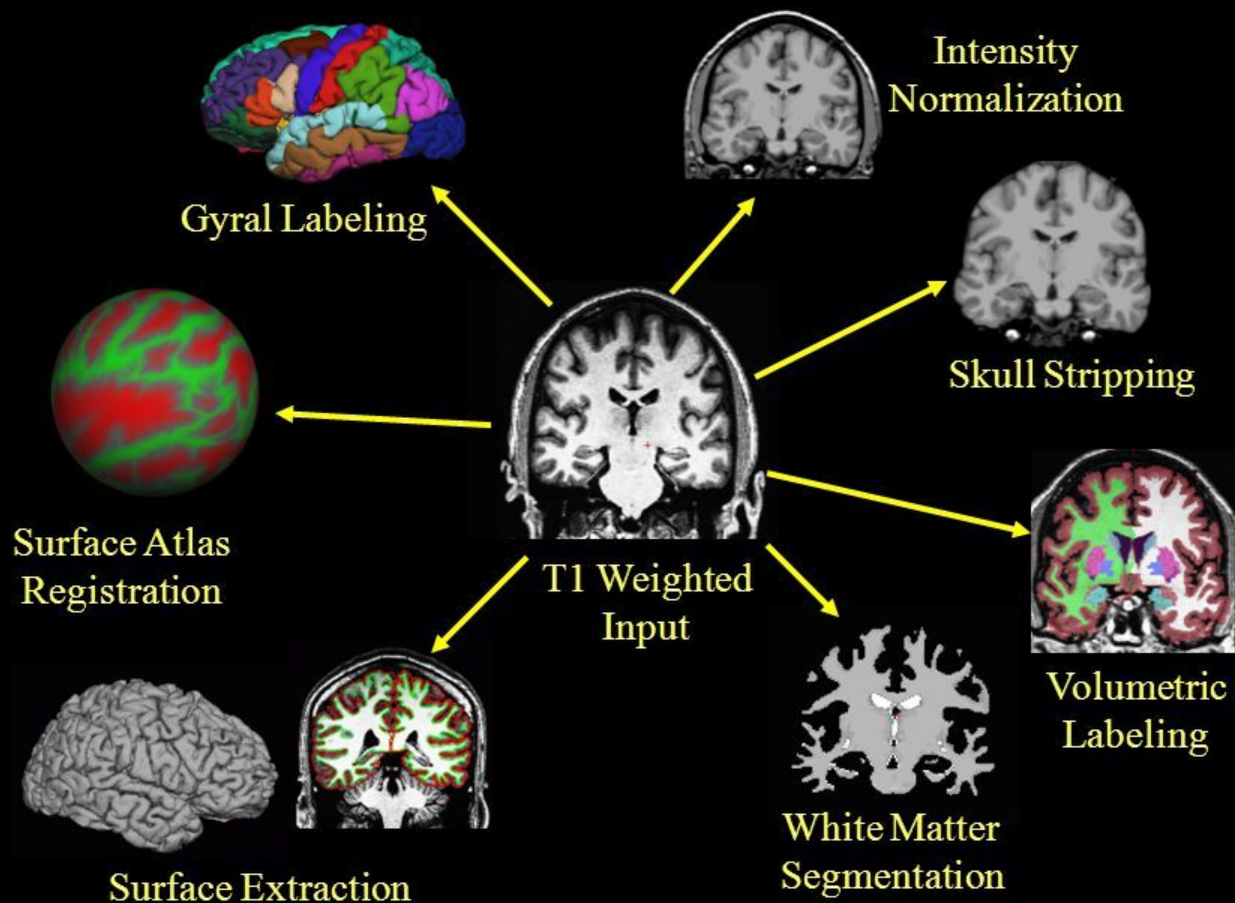 Intensity
Normalization
Gyral Labeling
Skull Stripping
Surface Atlas
Registration
T1 Weighted
Input
Volumetric
Labeling
White Matter
Segmentation
Surface Extraction